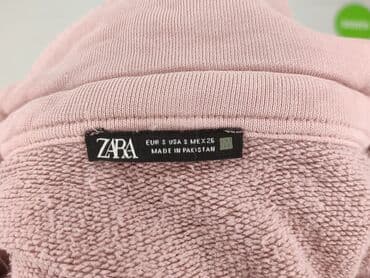 ZARA
EUR S USA S MEX 26
MADE IN PAKISTAN